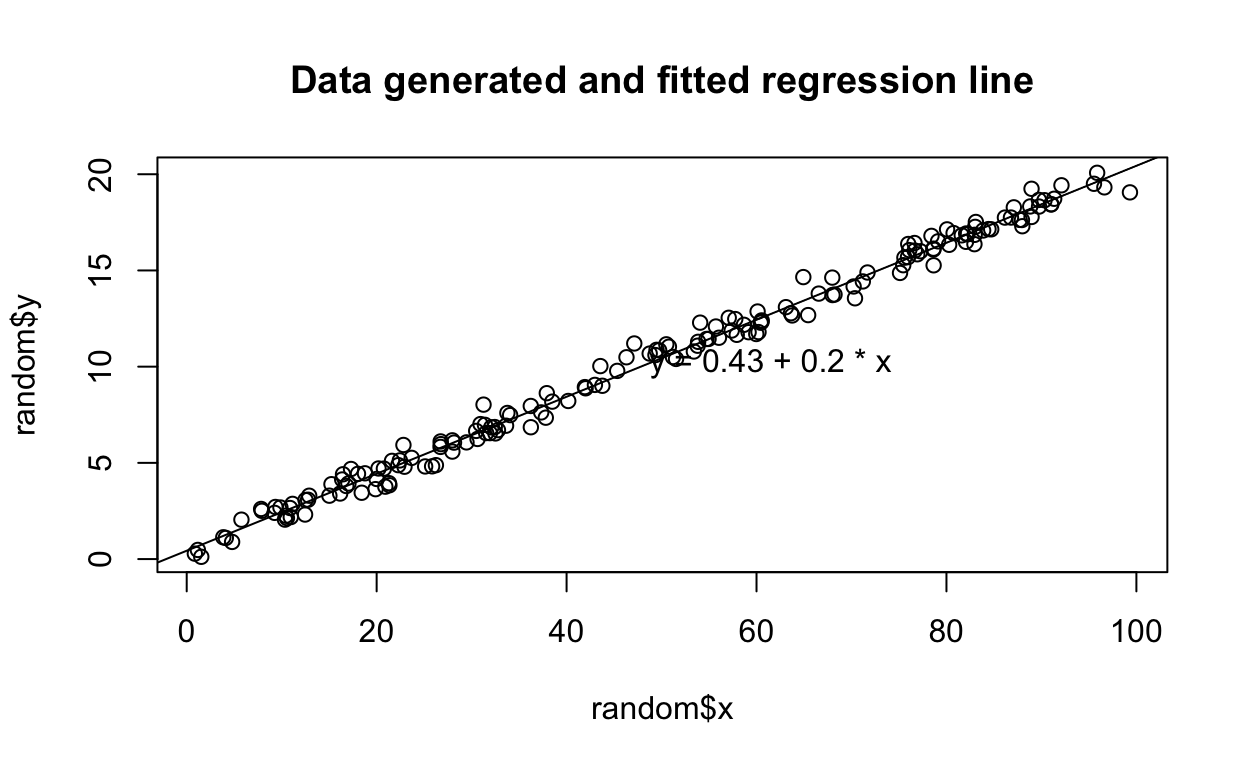 Data generated and fitted regression line
20
15
10
5
0
random$y
y = 0.43 + 0.2 * x
0 20 40 60 80 100
random$x